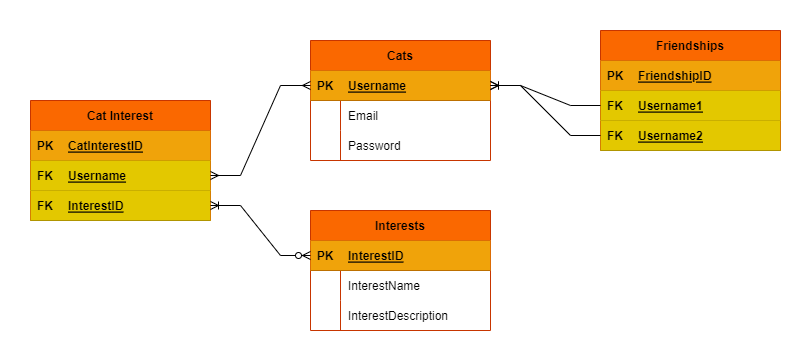 Cat Interest
PK CatInterestID
FK Username
FK InterestID
Cats
PK Username
Email
Password
Interests
PK InterestID
InterestName
InterestDescription
Friendships
PK FriendshipID
FK Username1
FK Username2